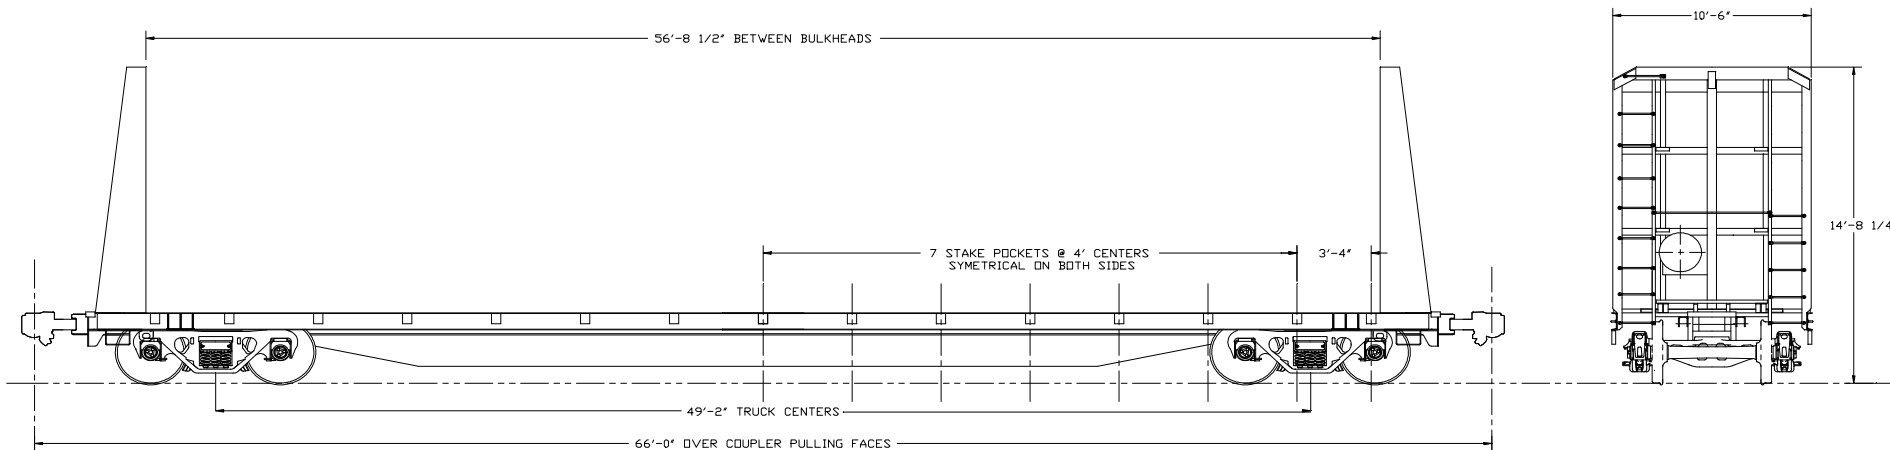 10'-6"
56'-8 1/2" BETWEEN BULKHEADS
14'-8 1/4
7 STAKE POCKETS @ 4' CENTERS
SYMETRICAL ON BOTH SIDES
3'-4"
49'-2" TRUCK CENTERS
66'-0" OVER COUPLER PULLING FACES